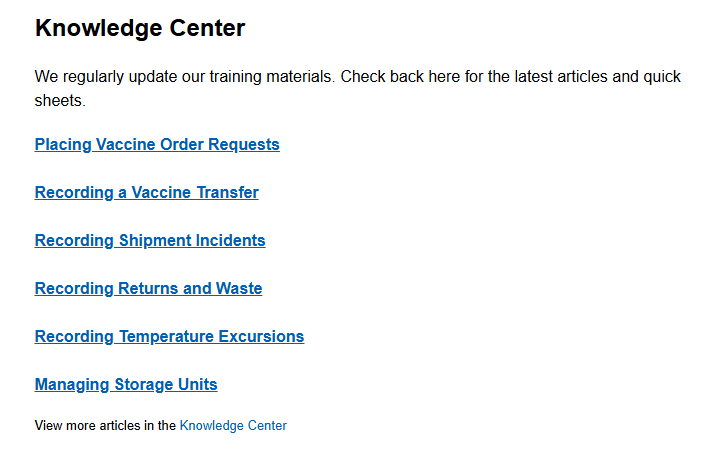 Knowledge Center
We regularly update our training materials. Check back here for the latest articles and quick
sheets.
Placing Vaccine Order Requests
Recording a Vaccine Transfer
Recording Shipment Incidents
Recording Returns and Waste
Recording Temperature Excursions
Managing Storage Units
View more articles in the Knowledge Center